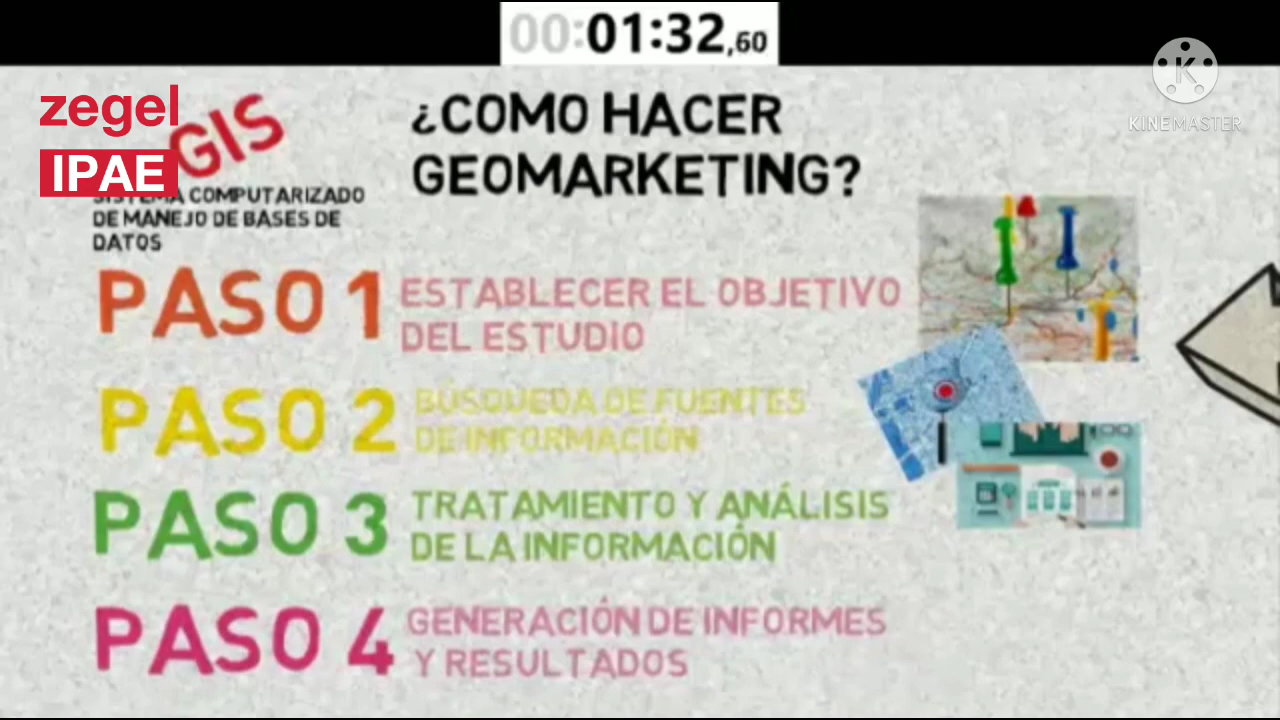 00:01:32,60
zegel
IPAE
GIS
SISTEMA COMPUTARIZADO
DE MANEJO DE BASES DE
DATOS
¿COMO HACER
GEOMARKETING?
KINEMASTER
PASO 1
ESTABLECER EL OBJETIVO
DEL ESTUDIO
PASO 2
BÚSQUEDA DE FUENTES
DE INFORMACIÓN
PASO 3
TRATAMIENTO Y ANÁLISIS
DE LA INFORMACIÓN
PASO 4
GENERACIÓN DE INFORMES
Y RESULTADOS